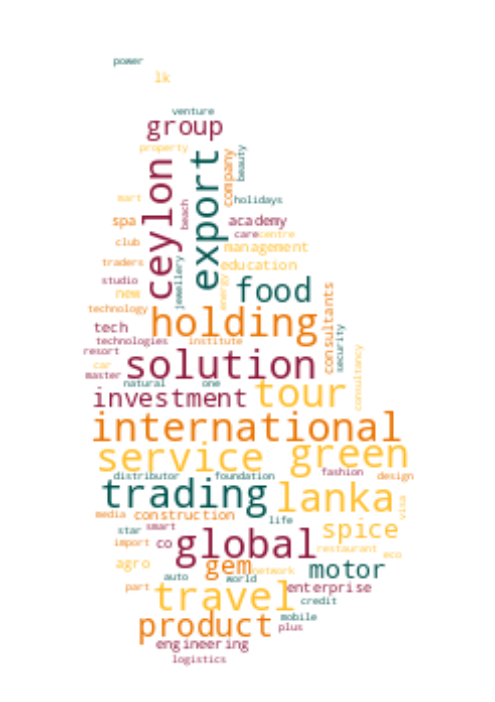 power
lk
venture
group
property
ceylon
export
company
beauty
mart
beach
holidays
spa
academy
care
centre
club
management
traders
jewellery
education
studio
energy
new
food
consultants
technology
holding
tech
security
technologies
institute
resort
solution
consultancy
car
master
natural
one
tour
investment
international
service
green
distributor
foundation
fashion
design
trading
lanka
vita
media
construction
life
star
smart
spice
import
co
global
restaurant
eco
agro
gem
network
motor
auto
world
part
travel
enterprise
credit
product
mobile
plus
engineering
logistics